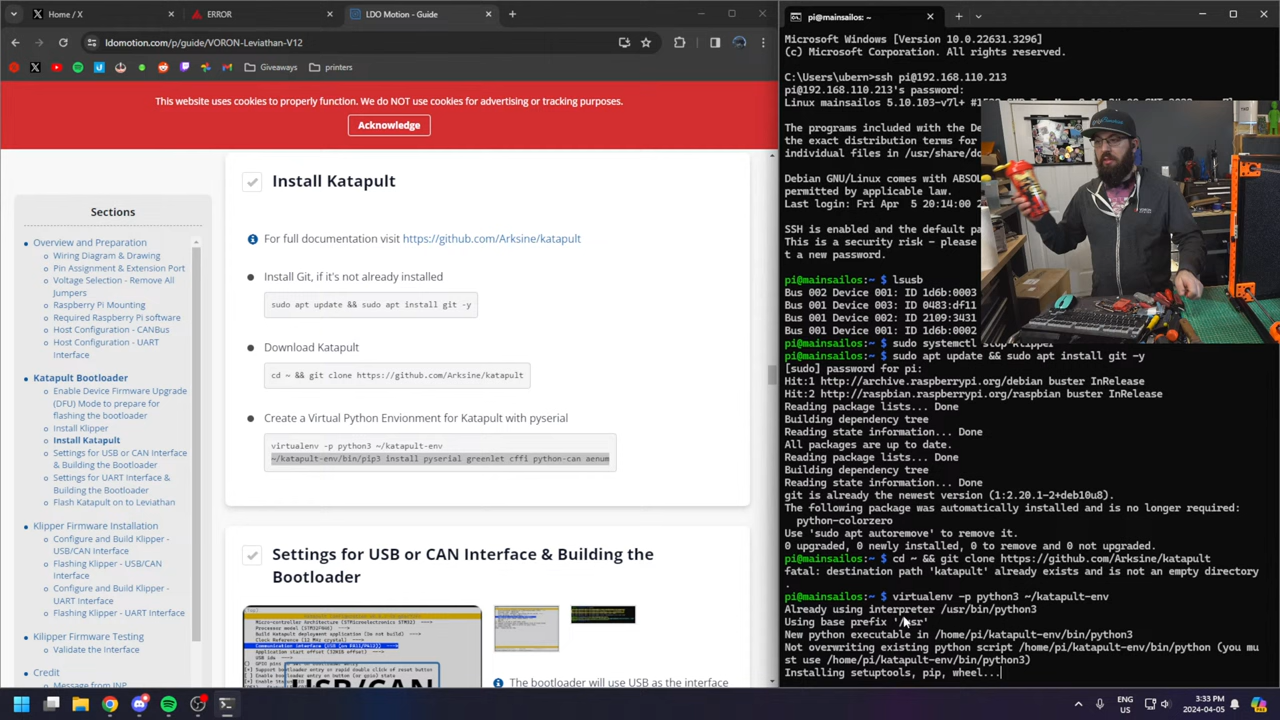 Home / X
ERROR
LDO Motion - Guide
ldomotion.com/p/guide/VORON-Leviathan-V12
Giveaways
printers
This website uses cookies to properly function. We do NOT use cookies for advertising or tracking purposes.
Acknowledge
Sections
Overview and Preparation
Wiring Diagram & Drawing
Pin Assignment & Extension Port
Voltage Selection - Remove All
Jumpers
Raspberry Pi Mounting
Required Raspberry Pi software
Host Configuration - CANBus
Host Configuration - UART
Interface
Katapult Bootloader
Enable Device Firmware Upgrade
(DFU) Mode to prepare for
flashing the bootloader
Install Klipper
Install Katapult
Settings for USB or CAN Interface
& Building the Bootloader
Settings for UART Interface &
Building the Bootloader
Flash Katapult on to Leviathan
Klipper Firmware Installation
Configure and Build Klipper -
USB/CAN Interface
Flashing Klipper - USB/CAN
Interface
Configure and Build Klipper -
UART Interface
Flashing Klipper - UART Interface
Kilipper Firmware Testing
Validate the Interface
Credit
Message from JNP
Install Katapult
For full documentation visit https://github.com/Arksine/katapult
Install Git, if it's not already installed
sudo apt update && sudo apt install git -y
Download Katapult
cd ~ && git clone https://github.com/Arksine/katapult
Create a Virtual Python Envionment for Katapult with pyserial
virtualenv -p python3 ~/katapult-env
~/katapult-env/bin/pip3 install pyserial greenlet cffi python-can aenum
Settings for USB or CAN Interface & Building the
Bootloader
USB/CAN
The bootloader will use USB as the interface
pi@mainsailos: ~
Microsoft Windows [Version 10.0.22631.3296]
(c) Microsoft Corporation. All rights reserved.
C:\Users\ubern>ssh pi@192.168.110.213
pi@192.168.110.213's password:
Linux mainsailos 5.10.103-v7l+
The programs included with the De
the exact distribution terms for
individual files in /usr/share/do
Debian GNU/Linux comes with ABSOL
permitted by applicable law.
Last login: Fri Apr 5 20:14:00 2
SSH is enabled and the default pa
This is a security risk - please
t a new password.
pi@mainsailos:~ $ lsusb
Bus 002 Device 001: ID 1d6b:0003
Bus 001 Device 003: ID 0483:df11
Bus 001 Device 002: ID 2109:3431
Bus 001 Device 001: ID 1d6b:0002
pi@mainsailos:~ $ sudo systemctl stop klipper
pi@mainsailos:~ $ sudo apt update && sudo apt install git -y
[sudo] password for pi:
Hit:1 http://archive.raspberrypi.org/debian buster InRelease
Hit:2 http://raspbian.raspberrypi.org/raspbian buster InRelease
Reading package lists... Done
Building dependency tree
Reading state information... Done
All packages are up to date.
Reading package lists... Done
Building dependency tree
Reading state information... Done
git is already the newest version (1:2.20.1-2+deb10u8).
The following package was automatically installed and is no longer required:
python-colorzero
Use 'sudo apt autoremove' to remove it.
0 upgraded, 0 newly installed, 0 to remove and 0 not upgraded.
pi@mainsailos:~ $ cd ~ && git clone https://github.com/Arksine/katapult
fatal: destination path 'katapult' already exists and is not an empty directory
.
pi@mainsailos:~ $ virtualenv -p python3 ~/katapult-env
Already using interpreter /usr/bin/python3
Using base prefix '/usr'
New python executable in /home/pi/katapult-env/bin/python3
Not overwriting existing python script /home/pi/katapult-env/bin/python (you mu
st use /home/pi/katapult-env/bin/python3)
Installing setuptools, pip, wheel...
ENG
US
3:33 PM
2024-04-05